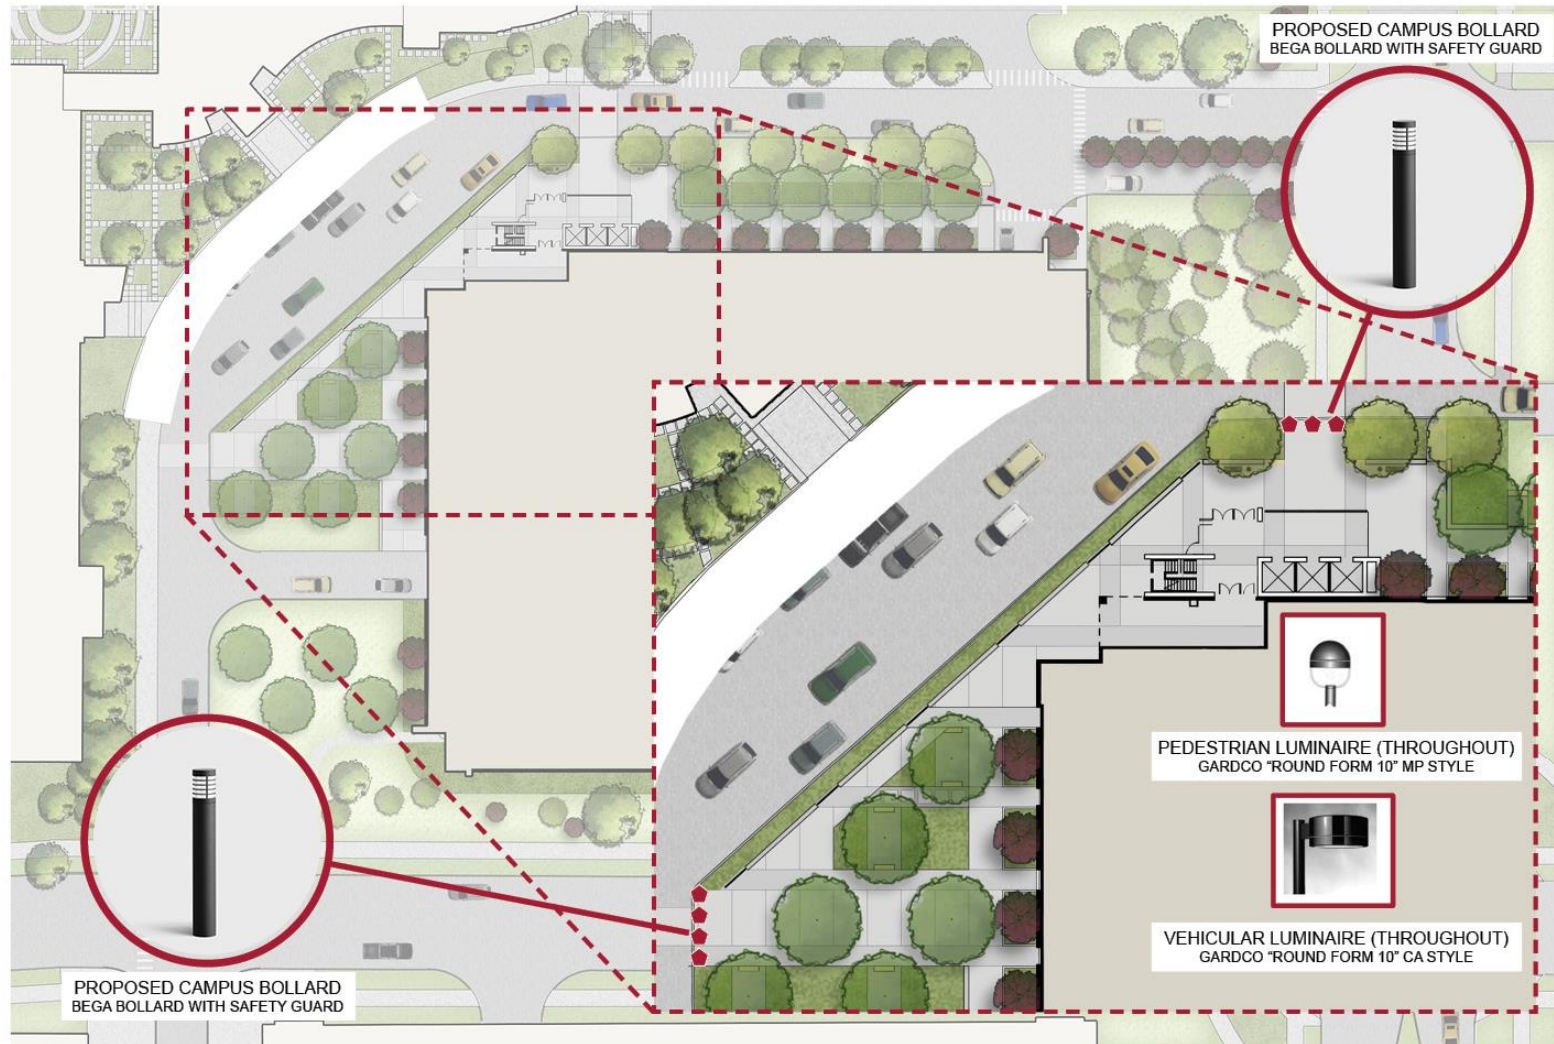 PROPOSED CAMPUS BOLLARD
BEGA BOLLARD WITH SAFETY GUARD
PEDESTRIAN LUMINAIRE (THROUGHOUT)
GARDCO "ROUND FORM 10" MP STYLE
VEHICULAR LUMINAIRE (THROUGHOUT)
GARDCO "ROUND FORM 10" CA STYLE
PROPOSED CAMPUS BOLLARD
BEGA BOLLARD WITH SAFETY GUARD